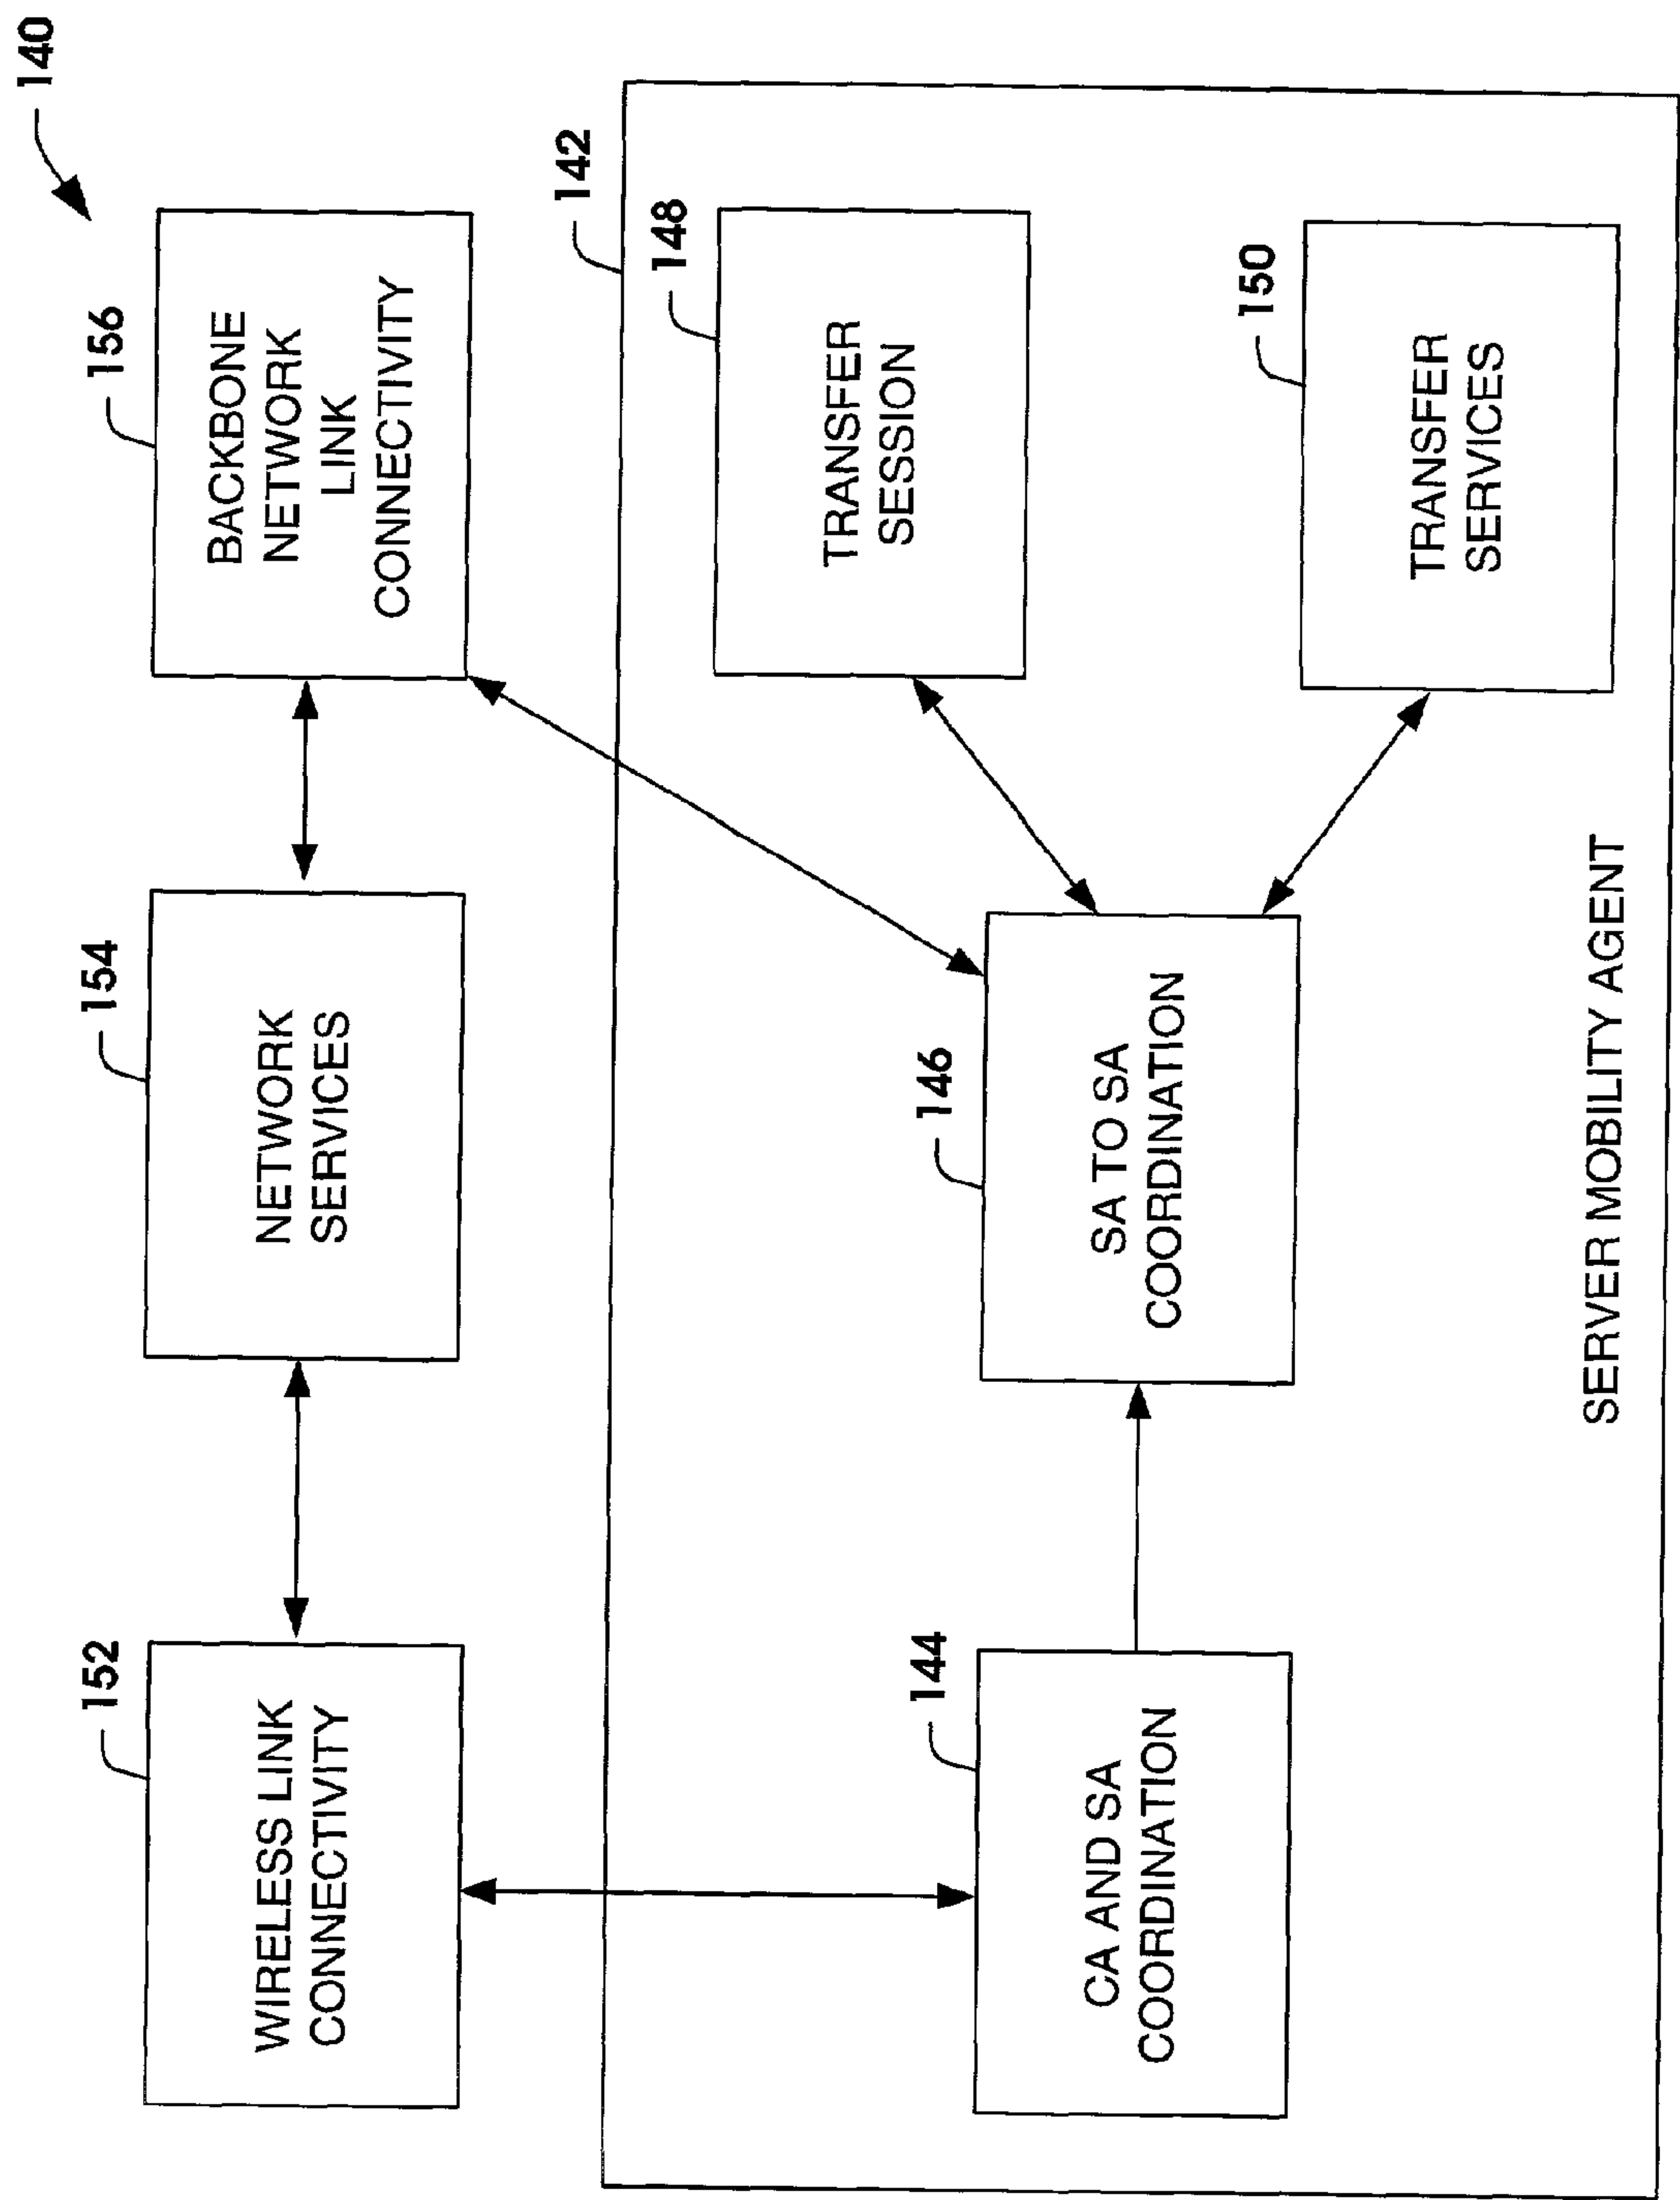 140
152
WIRELESS LINK
CONNECTIVITY
154
NETWORK
SERVICES
156
BACKBONE
NETWORK
LINK
CONNECTIVITY
142
144
CA AND SA
COORDINATION
146
SA TO SA
COORDINATION
148
TRANSFER
SESSION
150
TRANSFER
SERVICES
SERVER MOBILITY AGENT